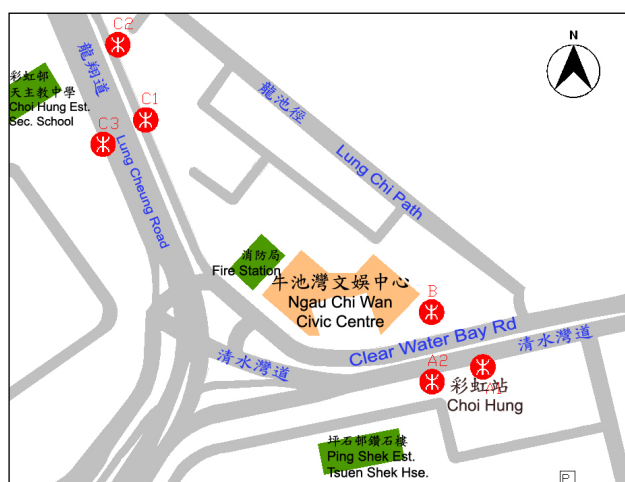 C2
N
彩虹邨
天主教中學
Choi Hung Est.
Sec. School
龍翔道
C1
C3
Lung Cheung Road
龍池徑
Lung Chi Path
消防局
Fire Station
牛池灣文娛中心
Ngau Chi Wan
Civic Centre
B
Clear Water Bay Rd
清水灣道
清水灣道
A2
A1
彩虹站
Choi Hung
坪石邨鑽石樓
Ping Shek Est.
Tsuen Shek Hse.
P